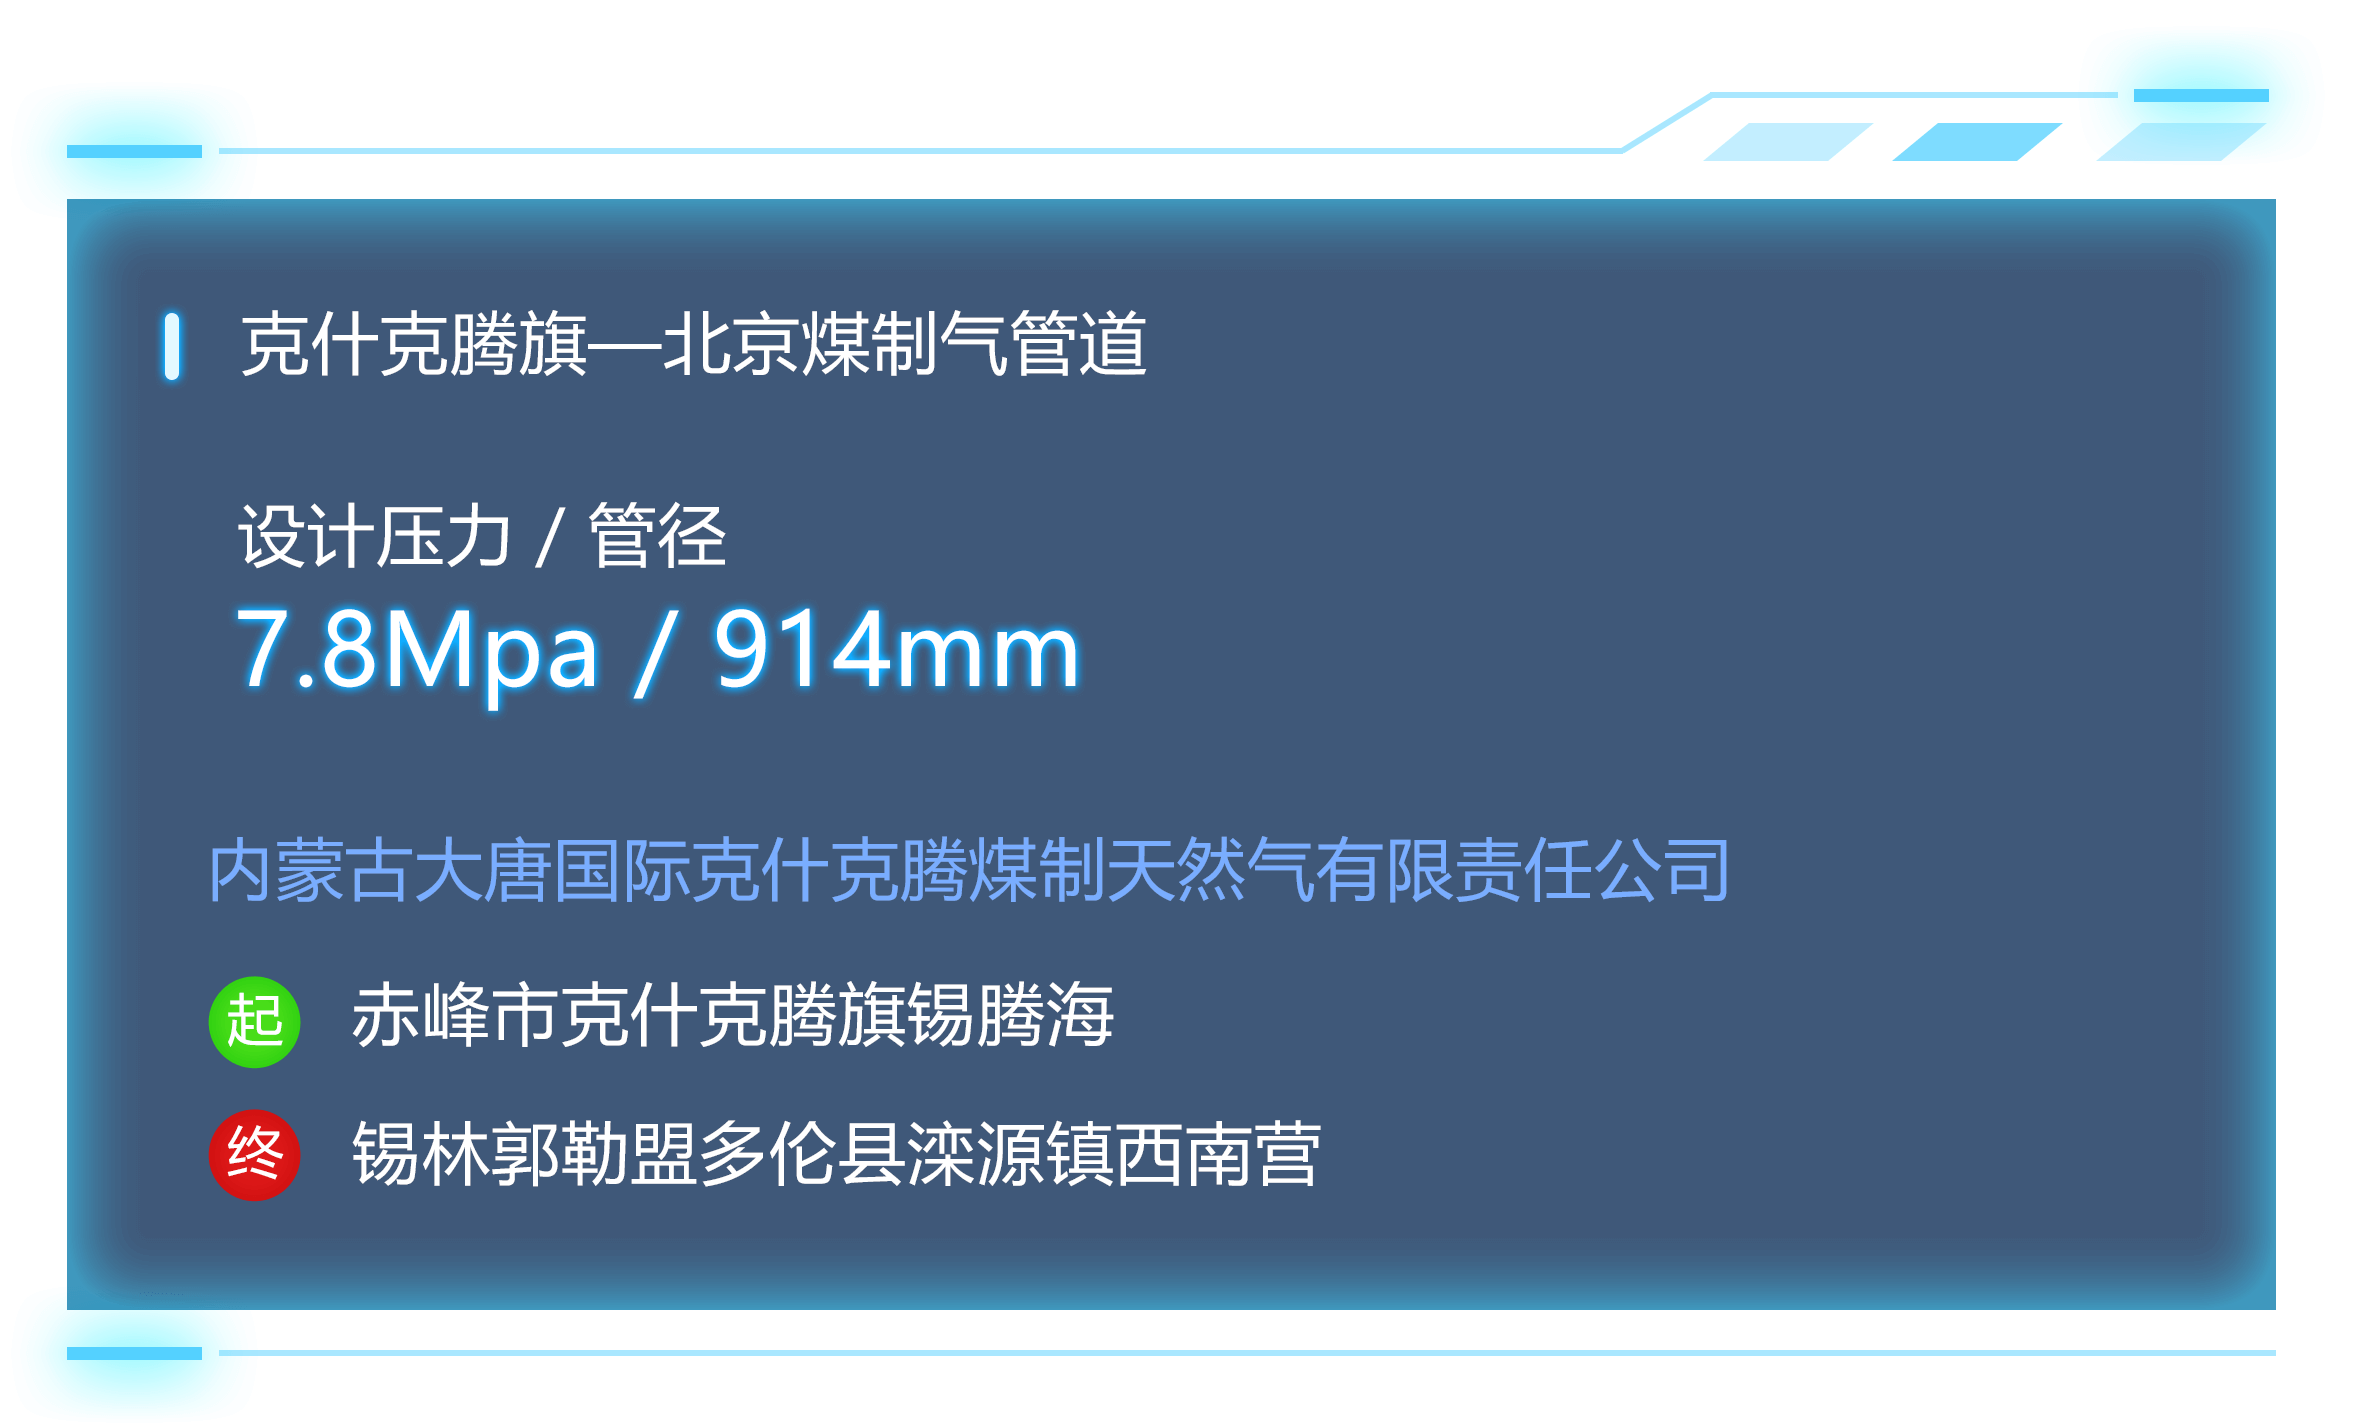 克什克腾旗—北京煤制气管道
设计压力 / 管径
7.8Mpa / 914mm
内蒙古大唐国际克什克腾煤制天然气有限责任公司
起 赤峰市克什克腾旗锡腾海
终 锡林郭勒盟多伦县滦源镇西南营